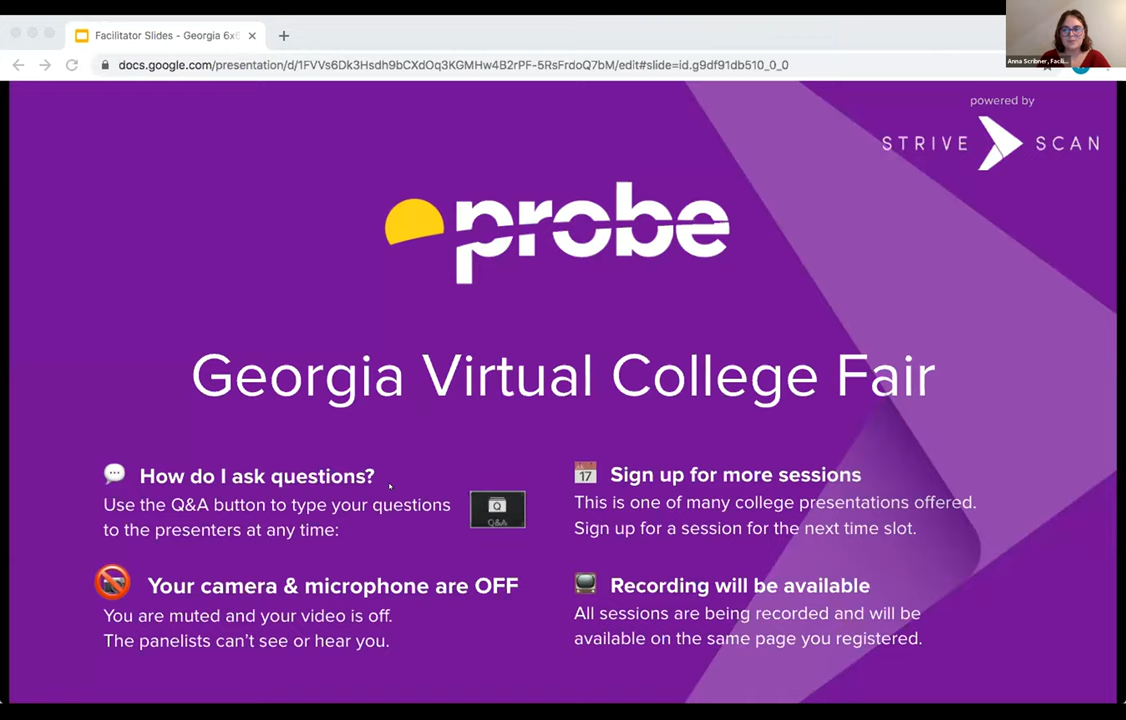 Facilitator Slides - Georgia 6x6
docs.google.com/presentation/d/1FVVs6Dk3Hsdh9bCXdOq3KGMHw4B2rPF-5RsFrdoQ7bM/edit#slide=id.g9df91db510_0_0
Anna Scribner, Facili...
powered by
STRIVE SCAN
probe
Georgia Virtual College Fair
How do I ask questions?
Use the Q&A button to type your questions
to the presenters at any time:
Q
Q&A
17
Sign up for more sessions
This is one of many college presentations offered.
Sign up for a session for the next time slot.
Your camera & microphone are OFF
You are muted and your video is off.
The panelists can't see or hear you.
Recording will be available
All sessions are being recorded and will be
available on the same page you registered.